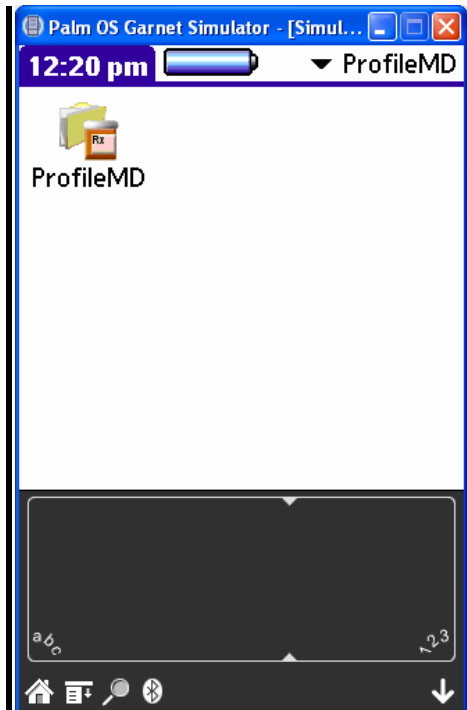 Palm OS Garnet Simulator - [Simul...
12:20 pm ProfileMD
Rx
ProfileMD
abc 123